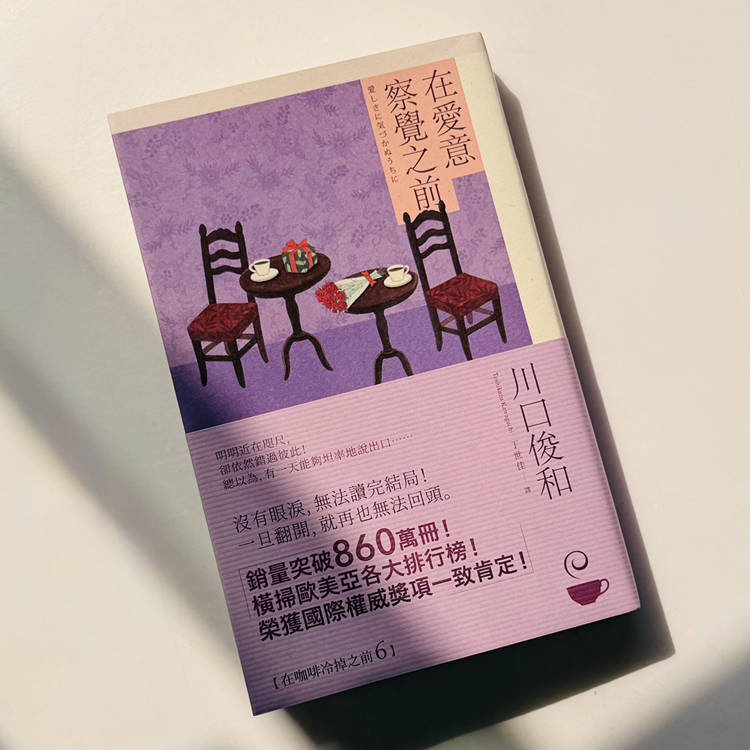 在愛意
察覺之前
愛しさに気づかぬうちに
川口俊和
Toshikazu Kawaguchi
丁世佳 譯
明明近在咫尺,
卻依然錯過彼此!
總以為,有一天能夠坦率地說出口……
沒有眼淚,無法讀完結局!
一旦翻開,就再也無法回頭。
銷量突破860萬冊!
橫掃歐美亞各大排行榜!
榮獲國際權威獎項一致肯定!
【在咖啡冷掉之前6】